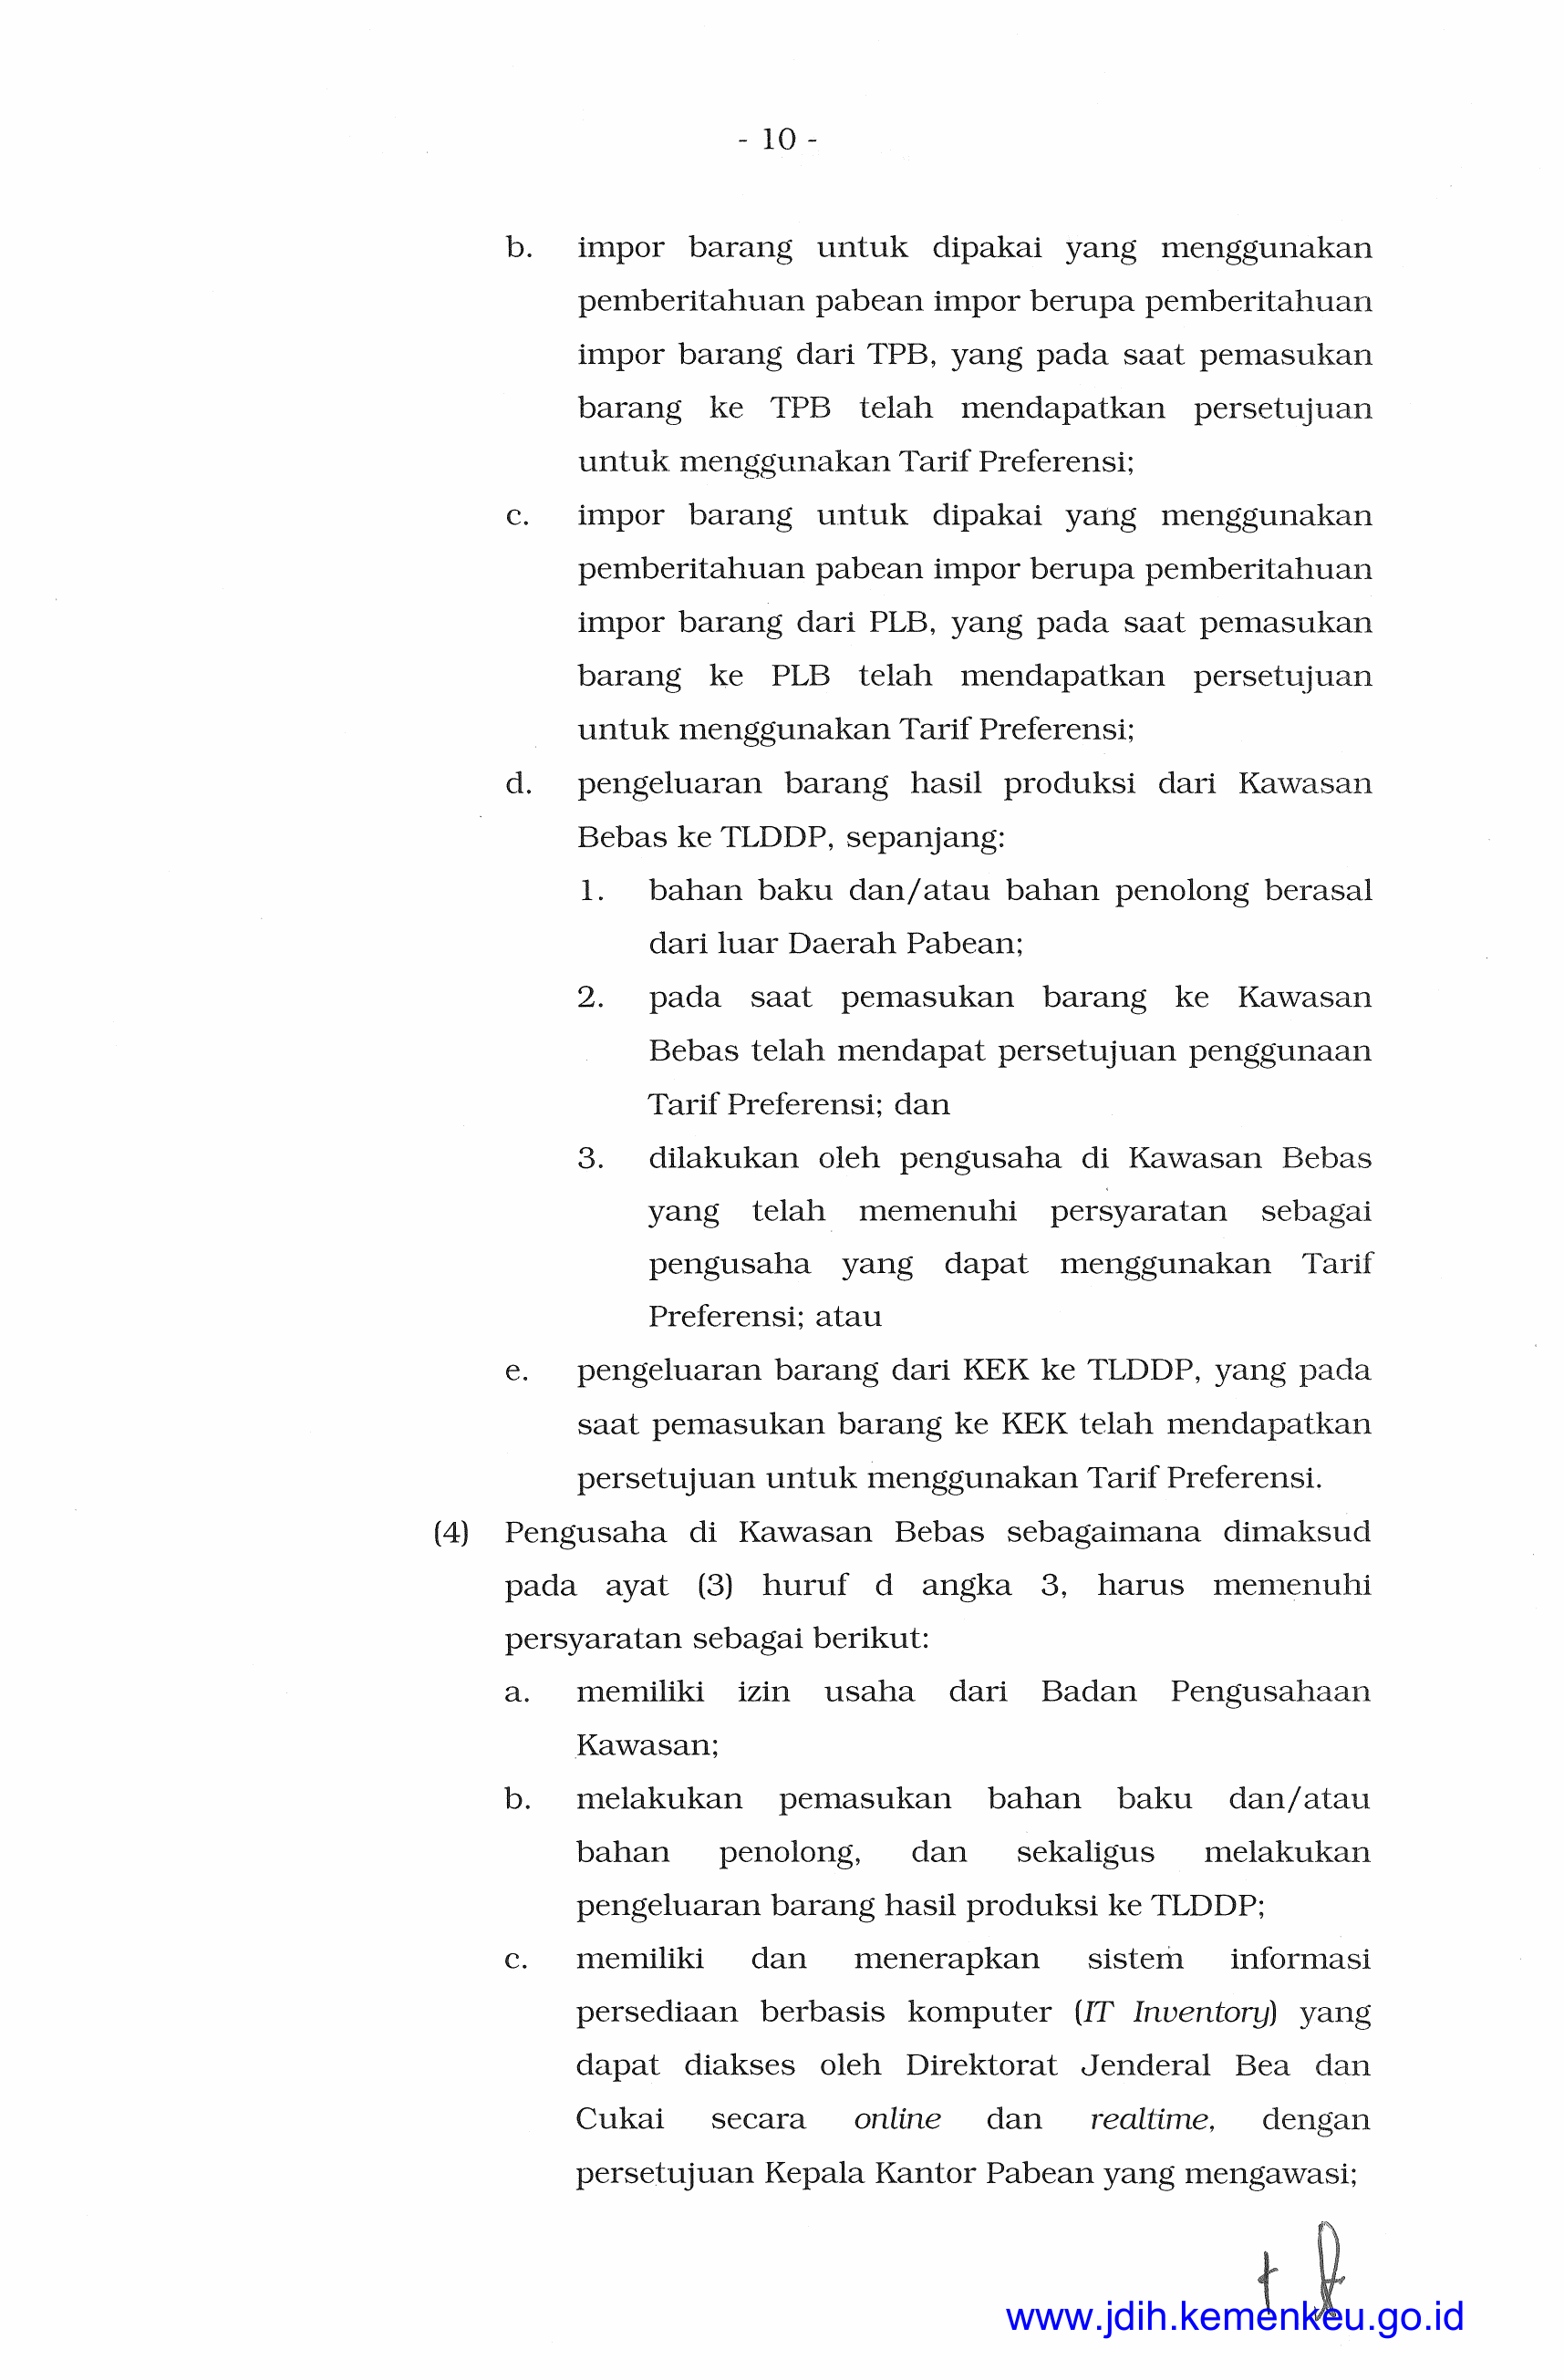 - 10 -
b. impor barang untuk dipakai yang menggunakan
pemberitahuan pabean impor berupa pemberitahuan
impor barang dari TPB, yang pada saat pemasukan
barang ke TPB telah mendapatkan persetujuan
untuk menggunakan Tarif Preferensi;
c. impor barang untuk dipakai yang menggunakan
pemberitahuan pabean impor berupa pemberitahuan
impor barang dari PLB, yang pada saat pemasukan
barang ke PLB telah mendapatkan persetujuan
untuk menggunakan Tarif Preferensi;
d. pengeluaran barang hasil produksi dari Kawasan
Bebas ke TLDDP, sepanjang:
1. bahan baku dan/atau bahan penolong berasal
dari luar Daerah Pabean;
2. pada saat pemasukan barang ke Kawasan
Bebas telah mendapat persetujuan penggunaan
Tarif Preferensi; dan
3. dilakukan oleh pengusaha di Kawasan Bebas
yang telah memenuhi persyaratan sebagai
pengusaha yang dapat menggunakan Tarif
Preferensi; atau
e. pengeluaran barang dari KEK ke TLDDP, yang pada
saat pemasukan barang ke KEK telah mendapatkan
persetujuan untuk menggunakan Tarif Preferensi.
(4) Pengusaha di Kawasan Bebas sebagaimana dimaksud
pada ayat (3) huruf d angka 3, harus memenuhi
persyaratan sebagai berikut:
a. memiliki izin usaha dari Badan Pengusahaan
Kawasan;
b. melakukan pemasukan bahan baku dan/atau
bahan penolong, dan sekaligus melakukan
pengeluaran barang hasil produksi ke TLDDP;
c. memiliki dan menerapkan sistem informasi
persediaan berbasis komputer (IT Inventory) yang
dapat diakses oleh Direktorat Jenderal Bea dan
Cukai secara online dan realtime, dengan
persetujuan Kepala Kantor Pabean yang mengawasi;
www.jdih.kemenkeu.go.id